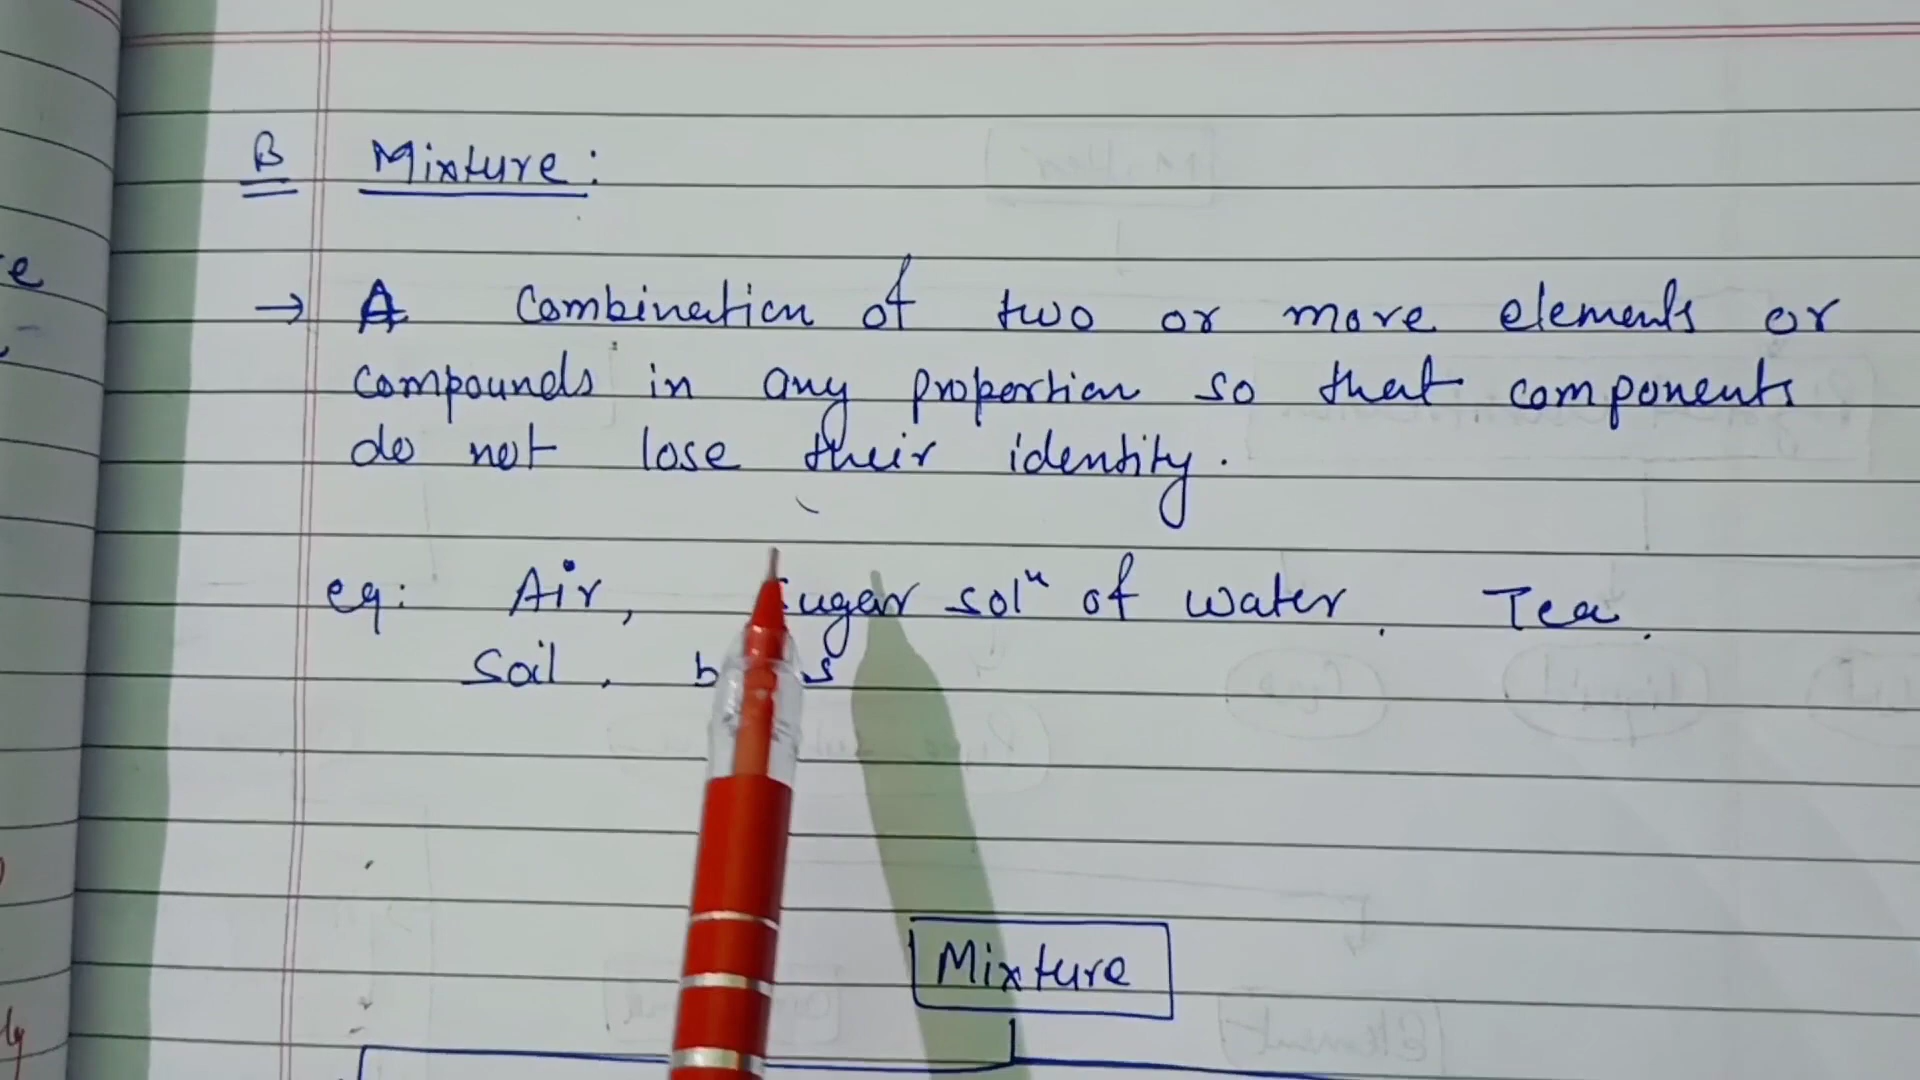 B Mixture:
→ A Combination of two or more elements or
compounds in any proportion so that components
do not lose their identity.
eg: Air, sugar solⁿ of water. Tea.
Soil,
Mixture